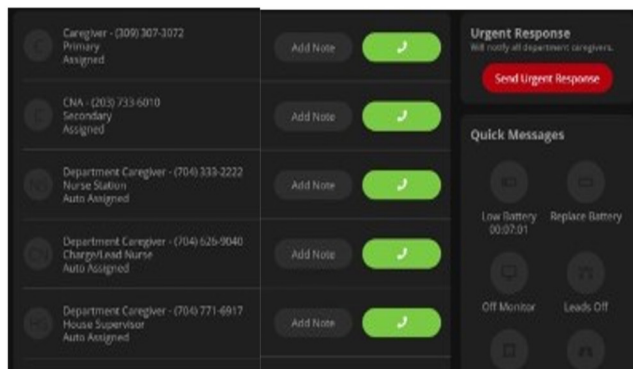 Caregiver - (309) 307-3072
Primary
Assigned
Add Note
CNA - (203) 733-6010
Secondary
Assigned
Add Note
Department Caregiver - (704) 333-2222
Nurse Station
Auto Assigned
Add Note
Department Caregiver - (704) 626-9040
Charge/Lead Nurse
Auto Assigned
Add Note
Department Caregiver - (704) 771-6917
House Supervisor
Auto Assigned
Add Note
Urgent Response
Will notify all department caregivers.
Send Urgent Response
Quick Messages
Low Battery
00:07:01
Replace Battery
Off Monitor
Leads Off